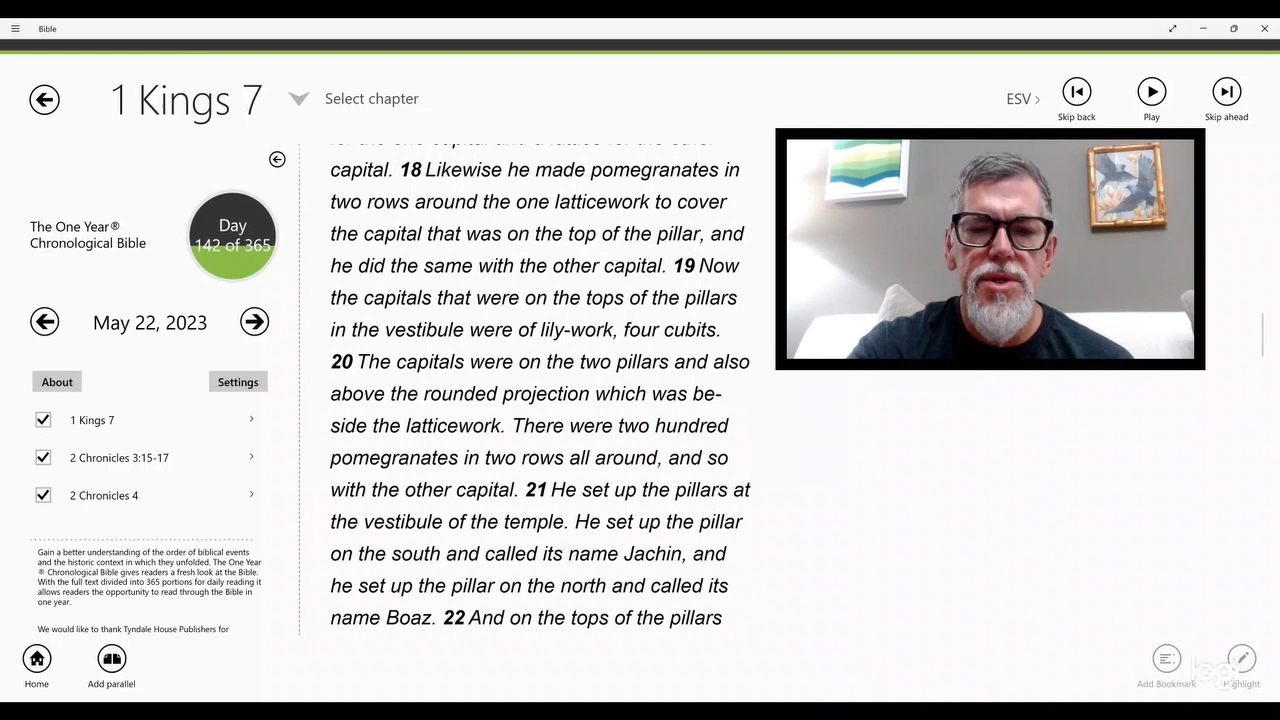 Bible
1 Kings 7
Select chapter
ESV
Skip back
Play
Skip ahead
The One Year®
Chronological Bible
Day
142 of 365
May 22, 2023
About
Settings
1 Kings 7
2 Chronicles 3:15-17
2 Chronicles 4
Gain a better understanding of the order of biblical events
and the historic context in which they unfolded. The One Year
® Chronological Bible gives readers a fresh look at the Bible.
With the full text divided into 365 portions for daily reading it
allows readers the opportunity to read through the Bible in
one year.
We would like to thank Tyndale House Publishers for
for the one capital and a lattice for the other
capital. 18 Likewise he made pomegranates in
two rows around the one latticework to cover
the capital that was on the top of the pillar, and
he did the same with the other capital. 19 Now
the capitals that were on the tops of the pillars
in the vestibule were of lily-work, four cubits.
20 The capitals were on the two pillars and also
above the rounded projection which was be-
side the latticework. There were two hundred
pomegranates in two rows all around, and so
with the other capital. 21 He set up the pillars at
the vestibule of the temple. He set up the pillar
on the south and called its name Jachin, and
he set up the pillar on the north and called its
name Boaz. 22 And on the tops of the pillars
Home
Add parallel
Add Bookmark
Highlight
logi